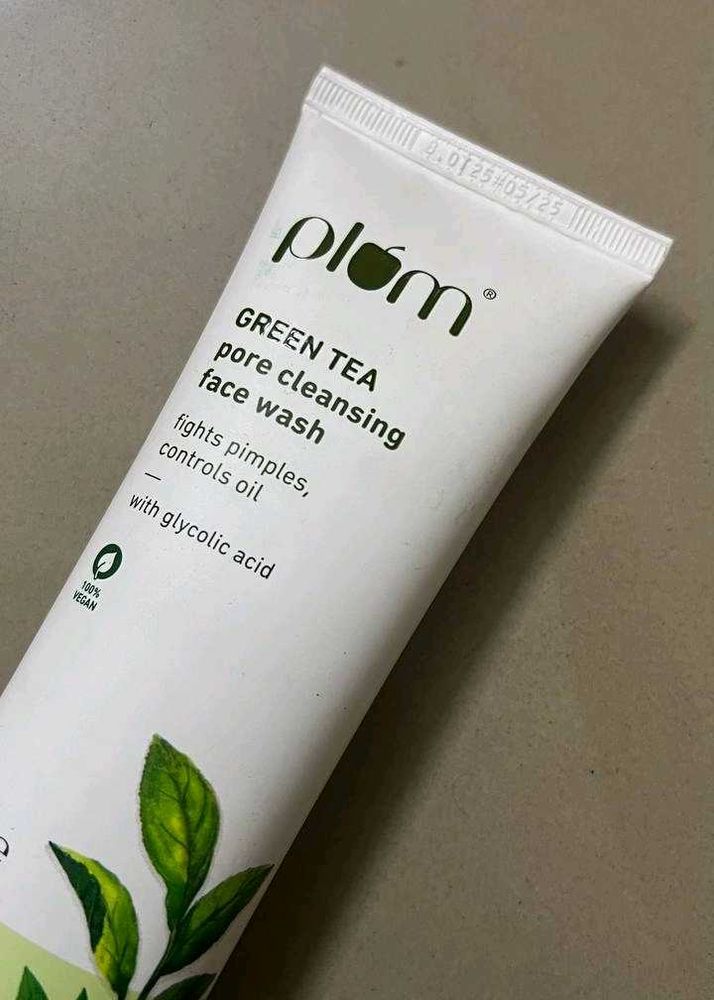 plum®
GREEN TEA
pore cleansing
face wash
fights pimples,
controls oil
—
with glycolic acid
100%
VEGAN